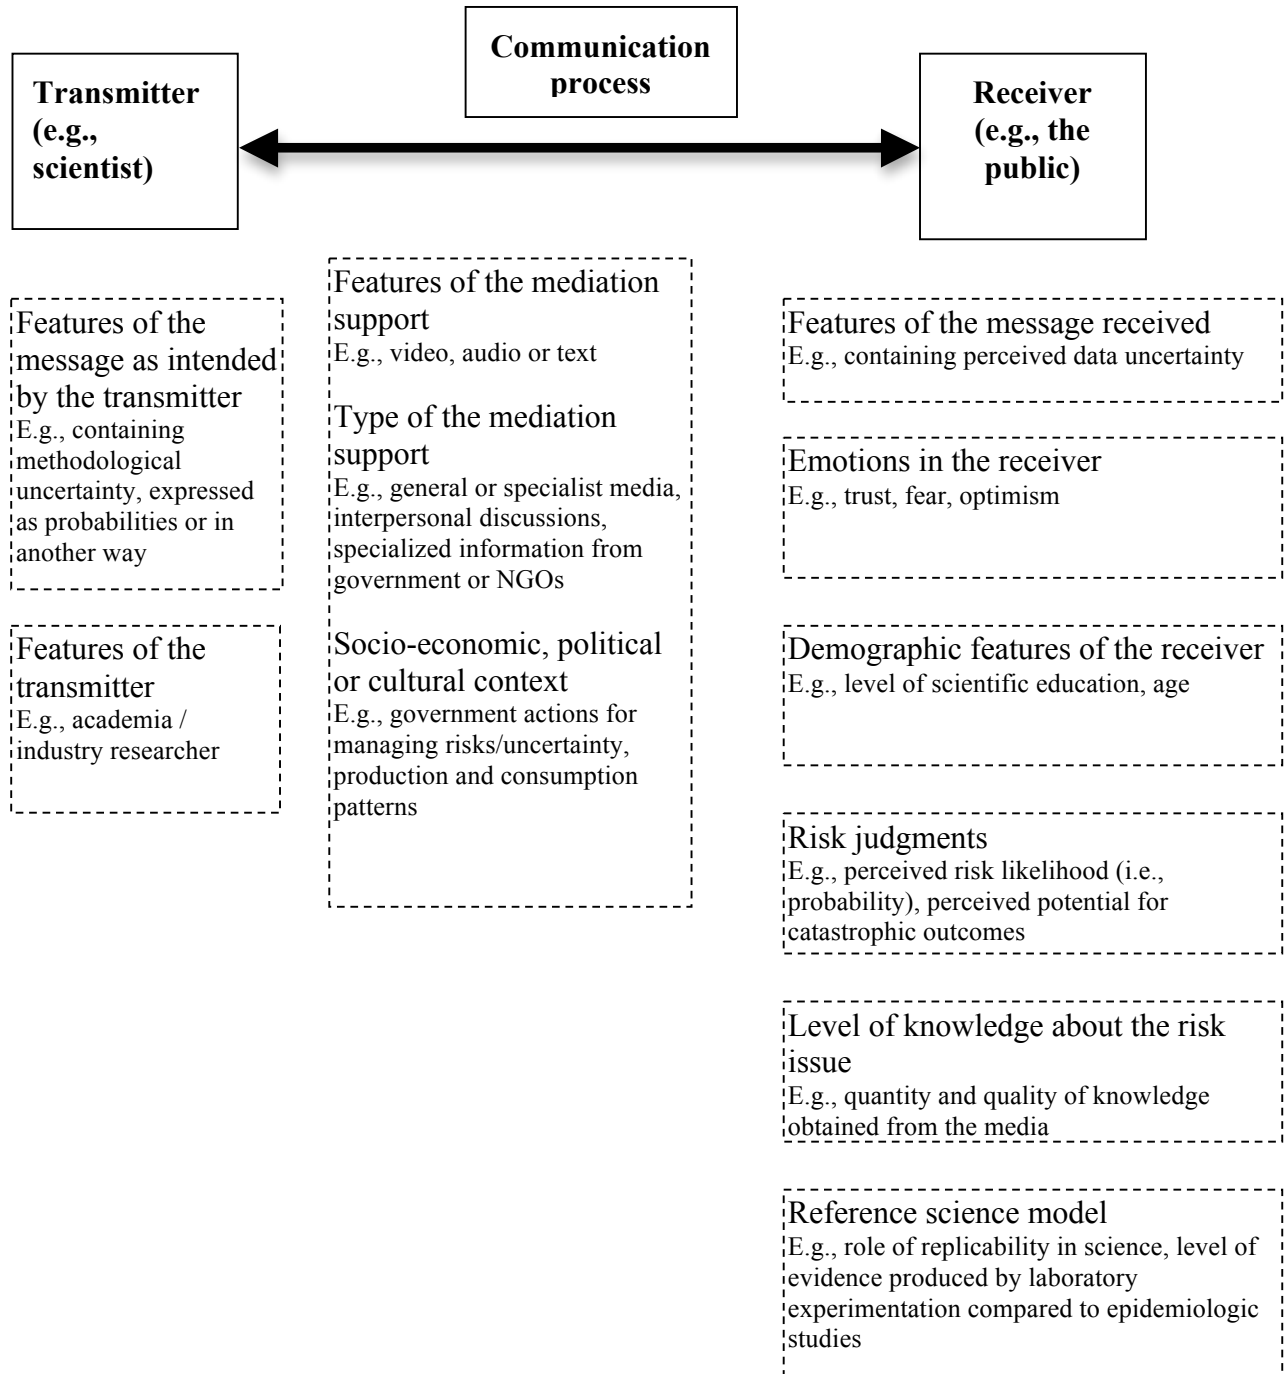 Communication
process
Transmitter
(e.g.,
scientist)
Receiver
(e.g., the
public)
Features of the
message as intended
by the transmitter
E.g., containing
methodological
uncertainty, expressed
as probabilities or in
another way
Features of the
transmitter
E.g., academia /
industry researcher
Features of the mediation
support
E.g., video, audio or text
Type of the mediation
support
E.g., general or specialist media,
interpersonal discussions,
specialized information from
government or NGOs
Socio-economic, political
or cultural context
E.g., government actions for
managing risks/uncertainty,
production and consumption
patterns
Features of the message received
E.g., containing perceived data uncertainty
Emotions in the receiver
E.g., trust, fear, optimism
Demographic features of the receiver
E.g., level of scientific education, age
Risk judgments
E.g., perceived risk likelihood (i.e.,
probability), perceived potential for
catastrophic outcomes
Level of knowledge about the risk
issue
E.g., quantity and quality of knowledge
obtained from the media
Reference science model
E.g., role of replicability in science, level of
evidence produced by laboratory
experimentation compared to epidemiologic
studies